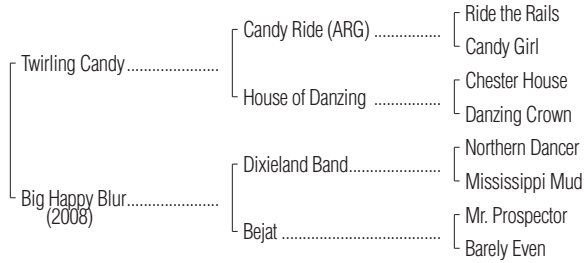 Ride the Rails
Candy Ride (ARG) ................
Candy Girl
Twirling Candy ......................
Chester House
House of Danzing ................
Danzing Crown
Northern Dancer
Dixieland Band......................
Mississippi Mud
Big Happy Blur......................
(2008)
Mr. Prospector
Bejat ......................................
Barely Even